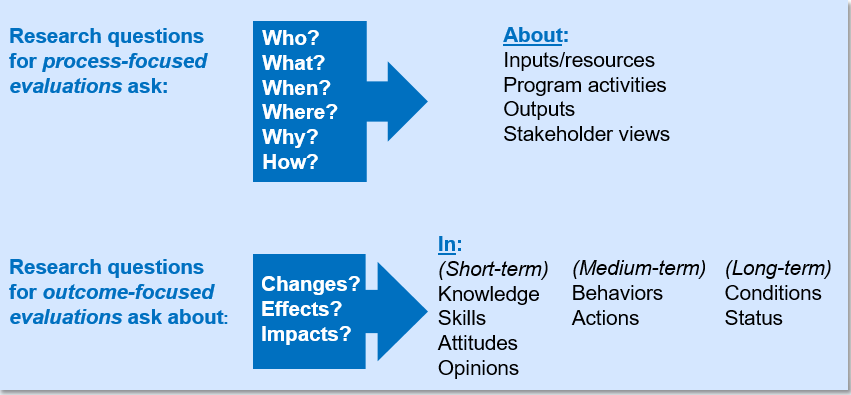 Research questions
for process-focused
evaluations ask:
Who?
What?
When?
Where?
Why?
How?
About:
Inputs/resources
Program activities
Outputs
Stakeholder views
Research questions
for outcome-focused
evaluations ask about:
Changes?
Effects?
Impacts?
In:
(Short-term)
Knowledge
Skills
Attitudes
Opinions
(Medium-term)
Behaviors
Actions
(Long-term)
Conditions
Status